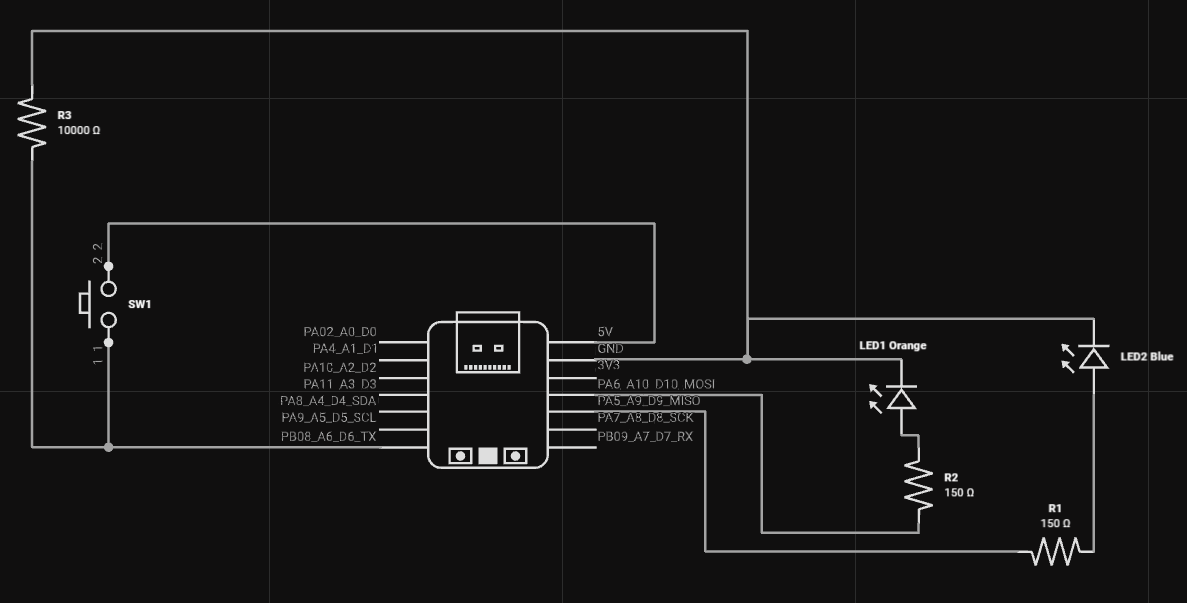 R3
10000 Ω
2 2
SW1
1 1
PA02_A0_D0
PA4_A1_D1
PA10_A2_D2
PA11_A3_D3
PA8_A4_D4_SDA
PA9_A5_D5_SCL
PB08_A6_D6_TX
5V
GND
3V3
PA6_A10_D10_MOSI
PA5_A9_D9_MISO
PA7_A8_D8_SCK
PB09_A7_D7_RX
LED1 Orange
LED2 Blue
R2
150 Ω
R1
150 Ω